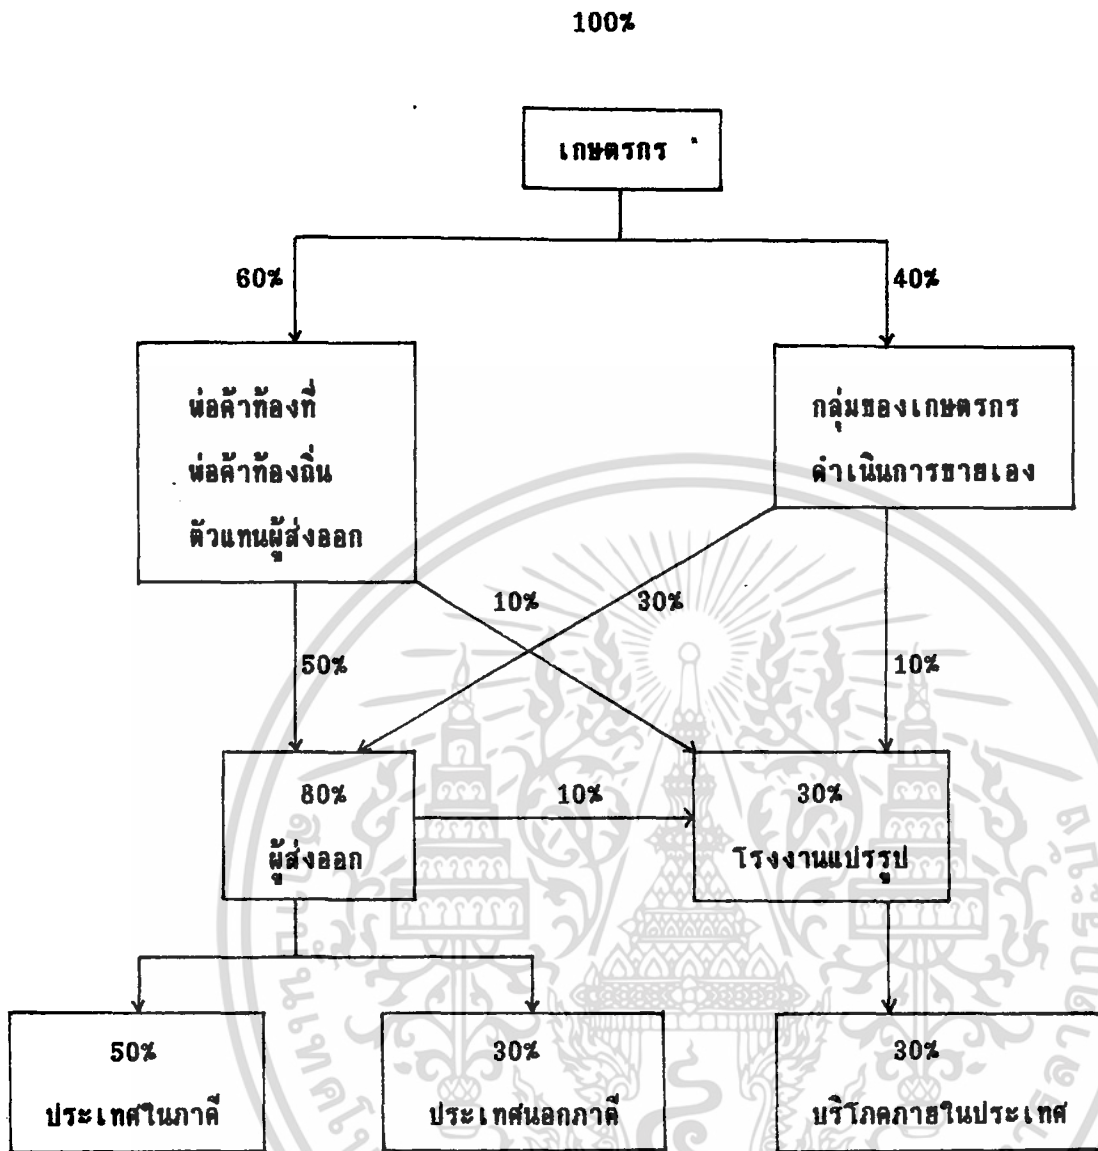 100%
เกษตรกร
60%
40%
พ่อค้าท้องที่
พ่อค้าท้องถิ่น
ตัวแทนผู้ส่งออก
กลุ่มของเกษตรกร
ดำเนินการขายเอง
10%
30%
50%
10%
80%
ผู้ส่งออก
10%
30%
โรงงานแปรรูป
50%
ประเทศในภาคี
30%
ประเทศนอกภาคี
30%
บริโภคภายในประเทศ